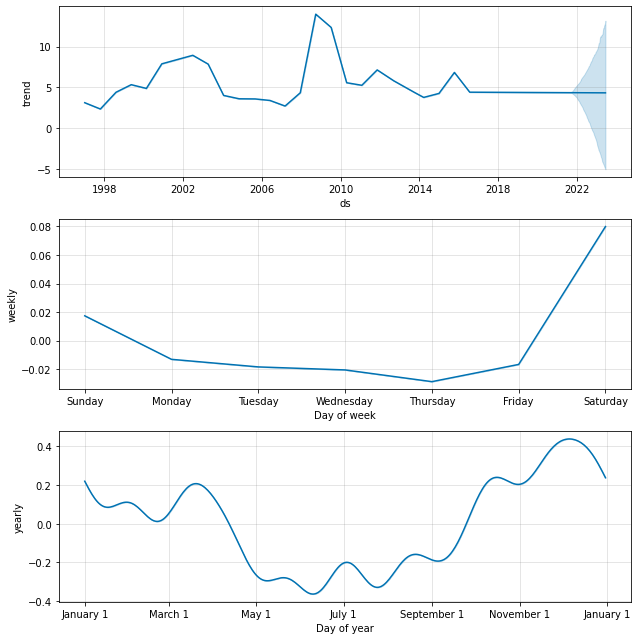 trend
10
5
0
−5
1998 2002 2006 2010 2014 2018 2022
ds
weekly
0.08
0.06
0.04
0.02
0.00
−0.02
Sunday Monday Tuesday Wednesday Thursday Friday Saturday
Day of week
yearly
0.4
0.2
0.0
−0.2
−0.4
January 1 March 1 May 1 July 1 September 1 November 1 January 1
Day of year